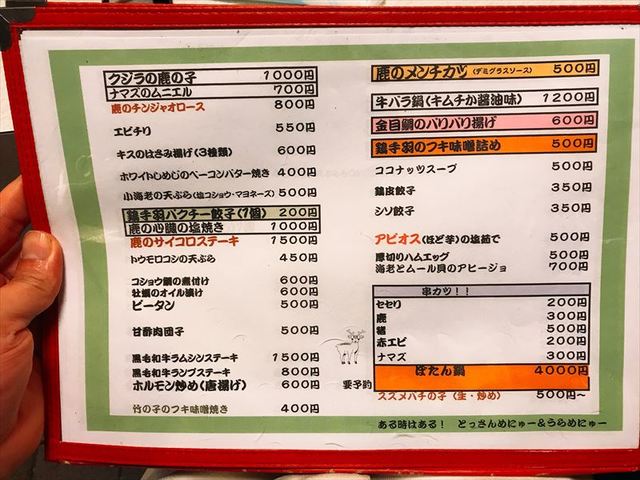 クジラの鹿の子 1000円
ナマズのムニエル 700円
鹿のチンジャオロース 800円
エビチリ 550円
キスのはさみ揚げ(3種類) 600円
ホワイトしめじのベーコンバター焼き 400円
小海老の天ぷら(塩コショウ・マヨネーズ) 500円
鶏手羽パクチー餃子(1個) 200円
鹿の心臓の塩焼き 1000円
鹿のサイコロステーキ 1500円
トウモロコシの天ぷら 450円
コショウ鯛の煮付け 600円
牡蠣のオイル漬け 600円
ピータン 500円
甘酢肉団子 500円
黒毛和牛ラムシンステーキ 1500円
黒毛和牛ランプステーキ 800円
ホルモン炒め(唐揚げ) 600円
竹の子のフキ味噌焼き 400円
鹿のメンチカツ (デミグラスソース) 500円
牛バラ鍋(キムチか醤油味) 1200円
金目鯛のパリパリ揚げ 600円
鶏手羽のフキ味噌詰め 500円
ココナッツスープ 500円
鶏皮餃子 350円
シソ餃子 350円
アピオス(ほど芋)の塩茹で 500円
厚切りハムエッグ 500円
海老とムール貝のアヒージョ 700円
串カツ!!
セセリ 200円
鹿 300円
猪 500円
赤エビ 200円
ナマズ 300円
要予約 ぼたん鍋 4000円
スズメバチの子(生・炒め) 500円~
ある時はある! とっさんめにゅー&うらめにゅー